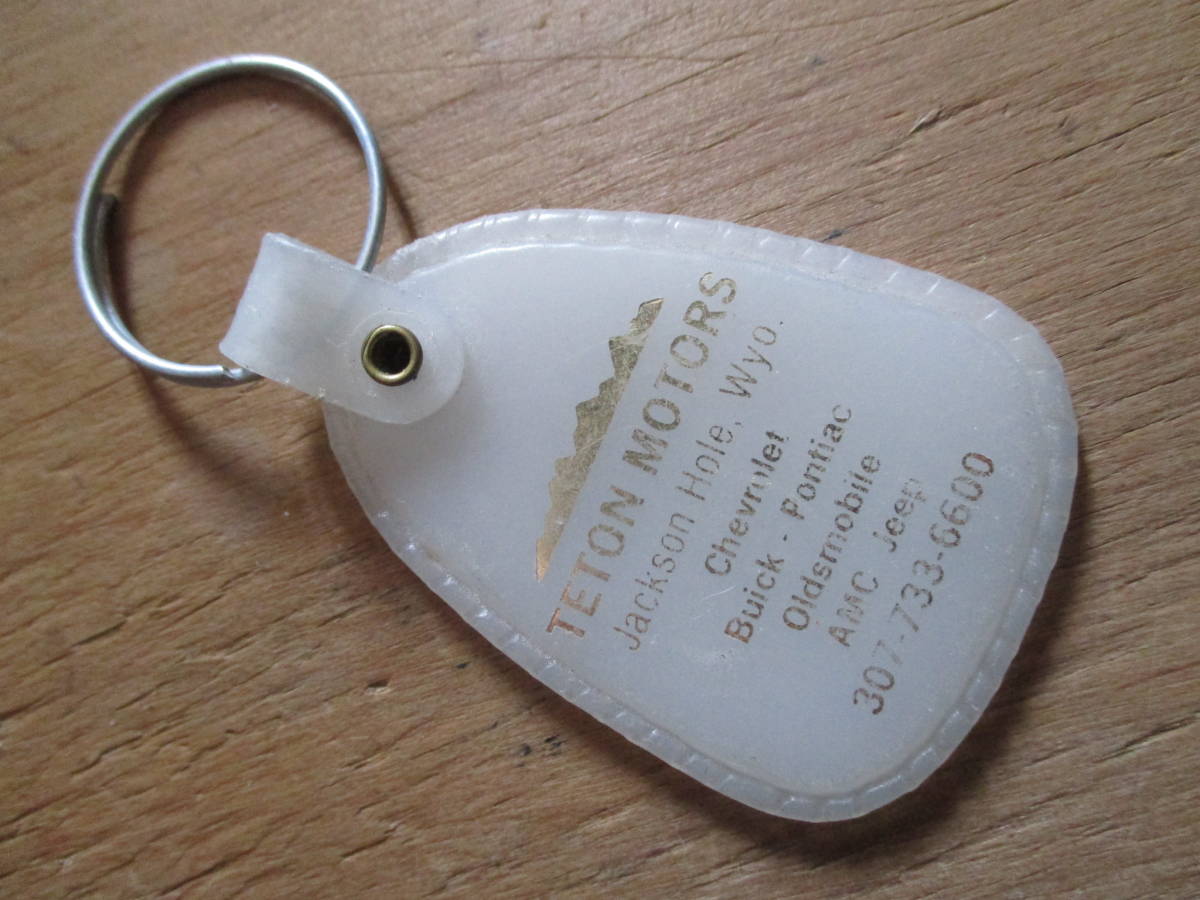 TETON MOTORS
Jackson Hole, Wyo.
Chevrolet
Buick - Pontiac
Oldsmobile
AMC Jeep
307-733-6600